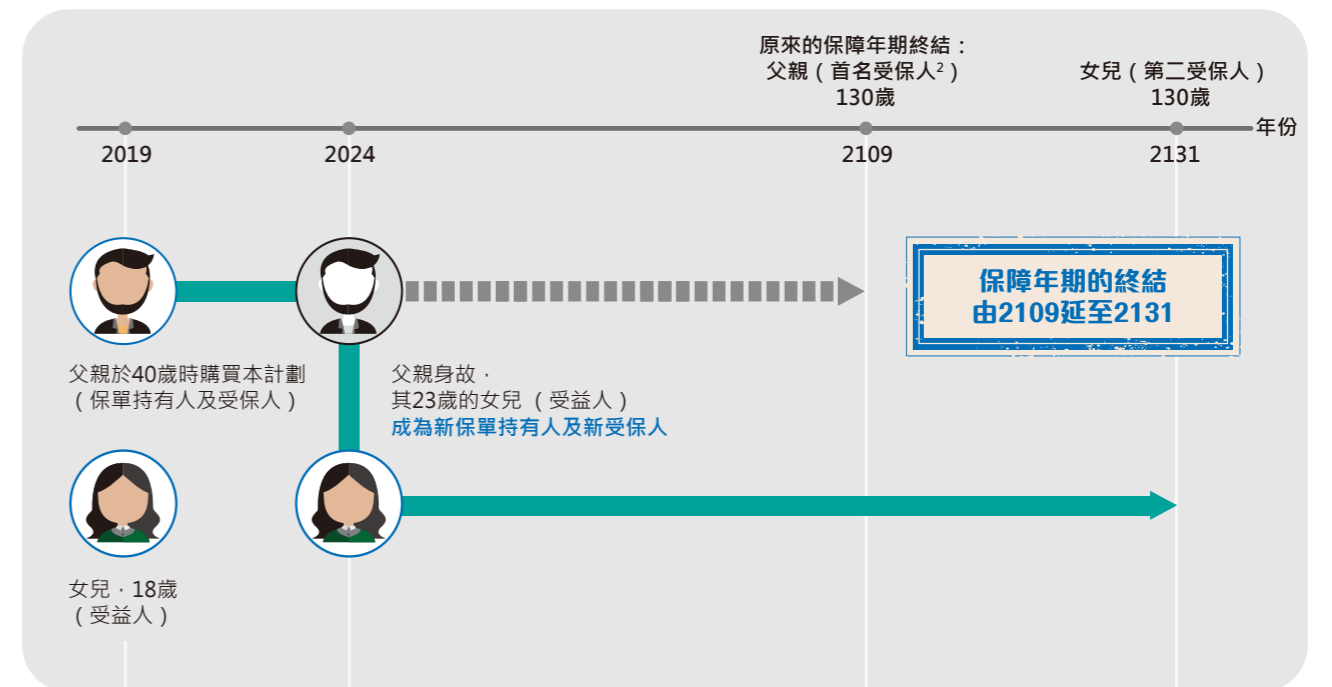 原來的保障年期終結：
父親（首名受保人²）
130歲
女兒（第二受保人）
130歲
年份
2019
2024
2109
2131
保障年期的終結
由2109延至2131
父親於40歲時購買本計劃
（保單持有人及受保人）
父親身故，
其23歲的女兒 （受益人）
成為新保單持有人及新受保人
女兒，18歲
（受益人）